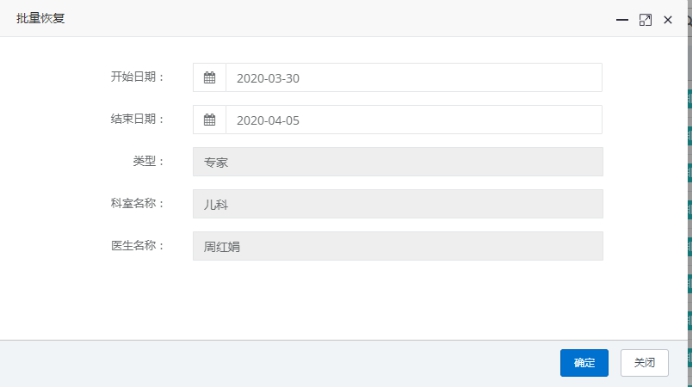 批量恢复
开始日期： 2020-03-30
结束日期： 2020-04-05
类型： 专家
科室名称： 儿科
医生名称： 周红娟
确定 关闭